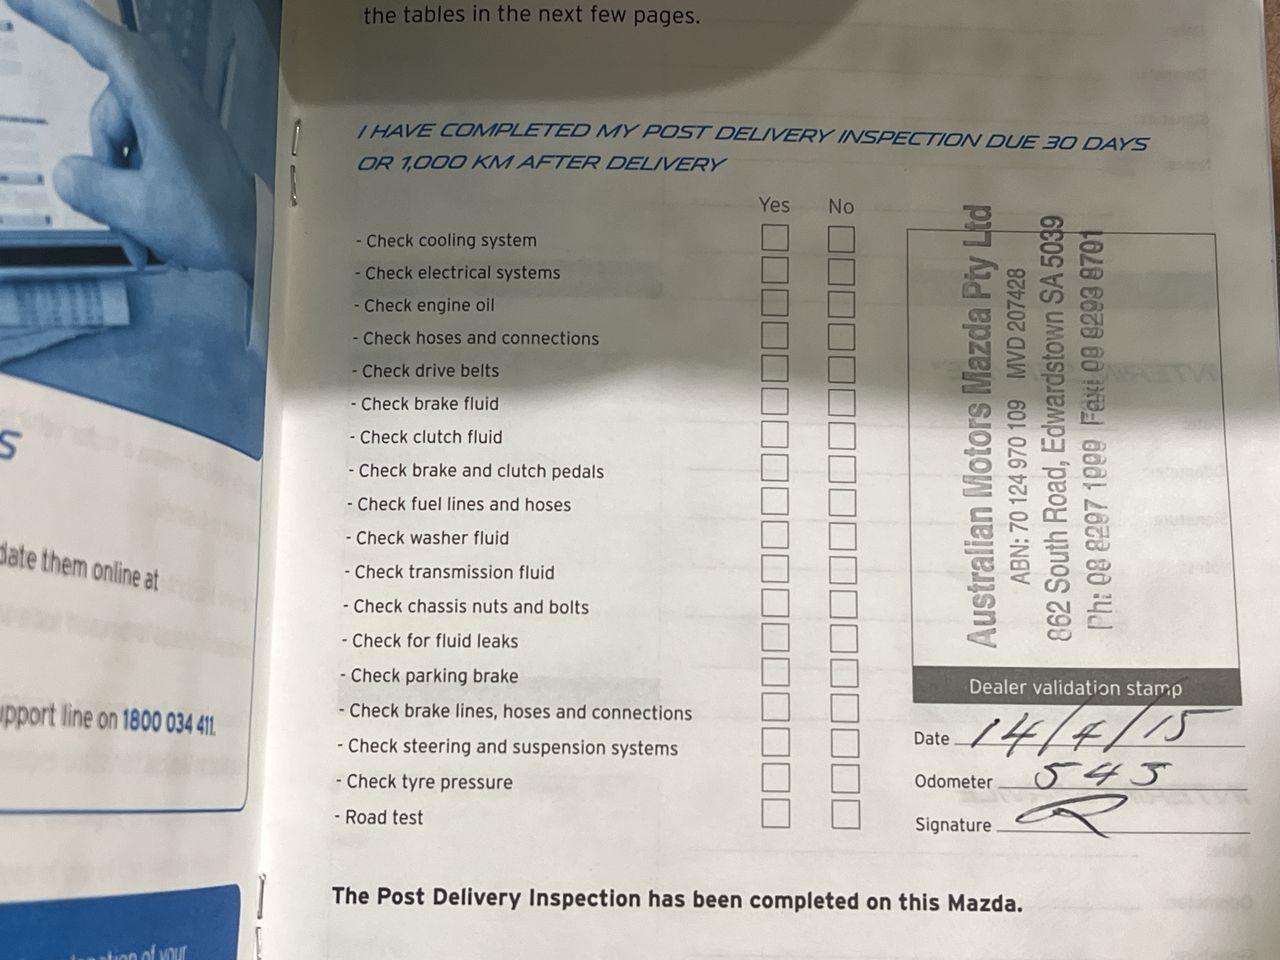 the tables in the next few pages.
I HAVE COMPLETED MY POST DELIVERY INSPECTION DUE 30 DAYS
OR 1,000 KM AFTER DELIVERY
Yes No
- Check cooling system
- Check electrical systems
- Check engine oil
- Check hoses and connections
- Check drive belts
- Check brake fluid
- Check clutch fluid
- Check brake and clutch pedals
- Check fuel lines and hoses
- Check washer fluid
- Check transmission fluid
- Check chassis nuts and bolts
- Check for fluid leaks
- Check parking brake
- Check brake lines, hoses and connections
- Check steering and suspension systems
- Check tyre pressure
- Road test
Australian Motors Mazda Pty Ltd
ABN: 70 124 970 109 MVD 207428
862 South Road, Edwardstown SA 5039
Ph: 08 8297 1999 Fax: 08 8293 8791
Dealer validation stamp
Date 14/4/15
Odometer 545
Signature
The Post Delivery Inspection has been completed on this Mazda.
S
date them online at
upport line on 1800 034 411.
of your